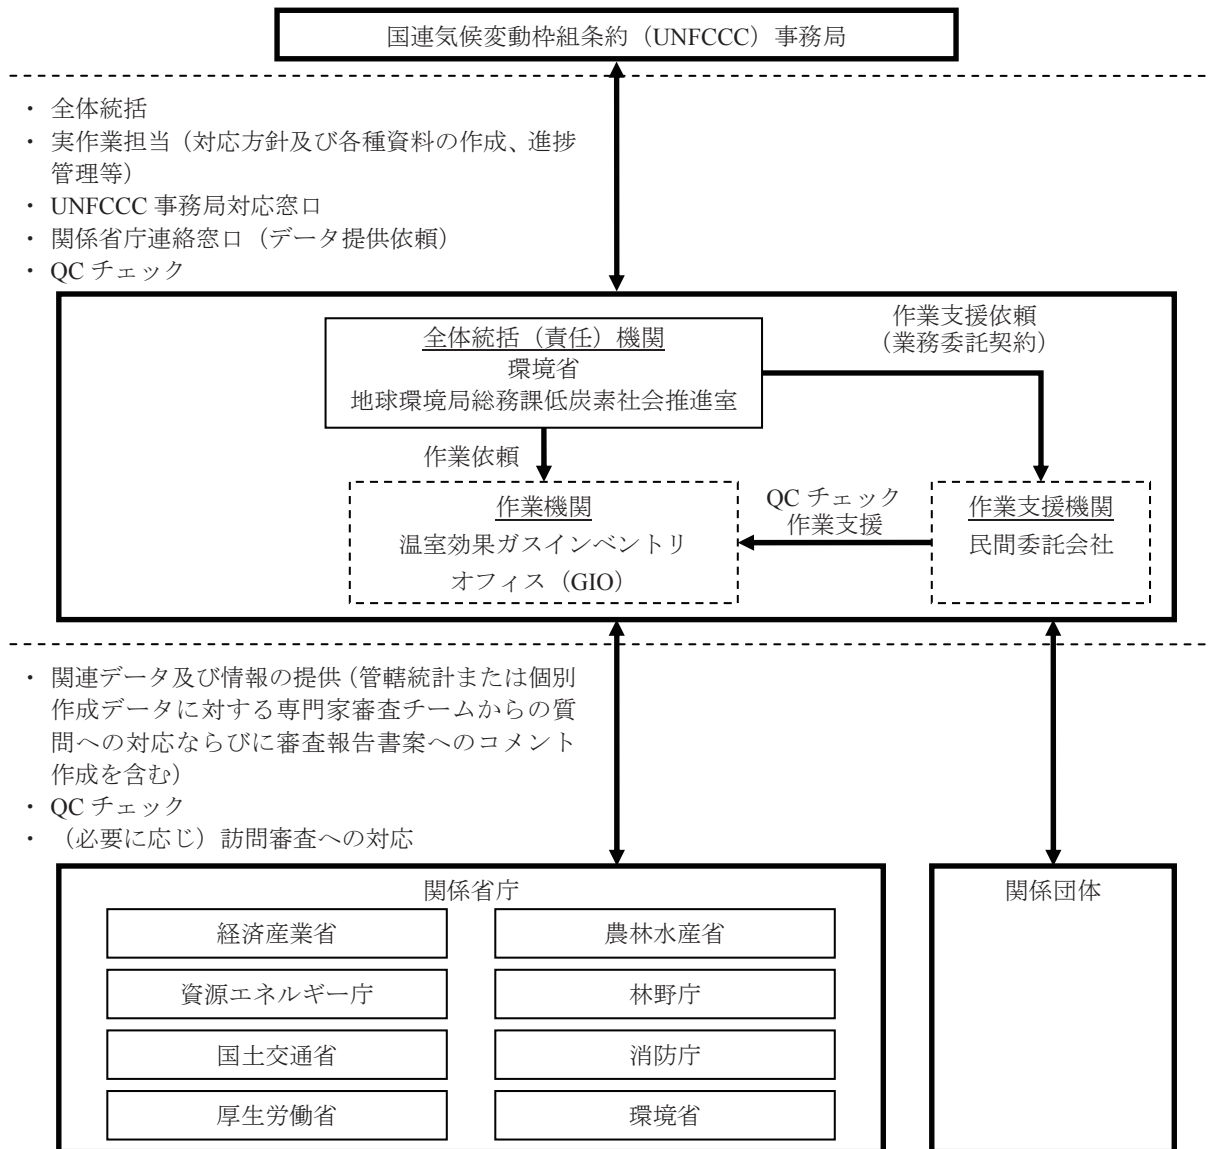 国連気候変動枠組条約（UNFCCC）事務局
・ 全体統括
・ 実作業担当（対応方針及び各種資料の作成、進捗
管理等）
・ UNFCCC 事務局対応窓口
・ 関係省庁連絡窓口（データ提供依頼）
・ QC チェック
全体統括（責任）機関
環境省
地球環境局総務課低炭素社会推進室
作業支援依頼
（業務委託契約）
作業依頼
作業機関
温室効果ガスインベントリ
オフィス（GIO）
QC チェック
作業支援
作業支援機関
民間委託会社
・ 関連データ及び情報の提供（管轄統計または個別
作成データに対する専門家審査チームからの質
問への対応ならびに審査報告書案へのコメント
作成を含む）
・ QC チェック
・ （必要に応じ）訪問審査への対応
関係省庁
経済産業省
農林水産省
資源エネルギー庁
林野庁
国土交通省
消防庁
厚生労働省
環境省
関係団体